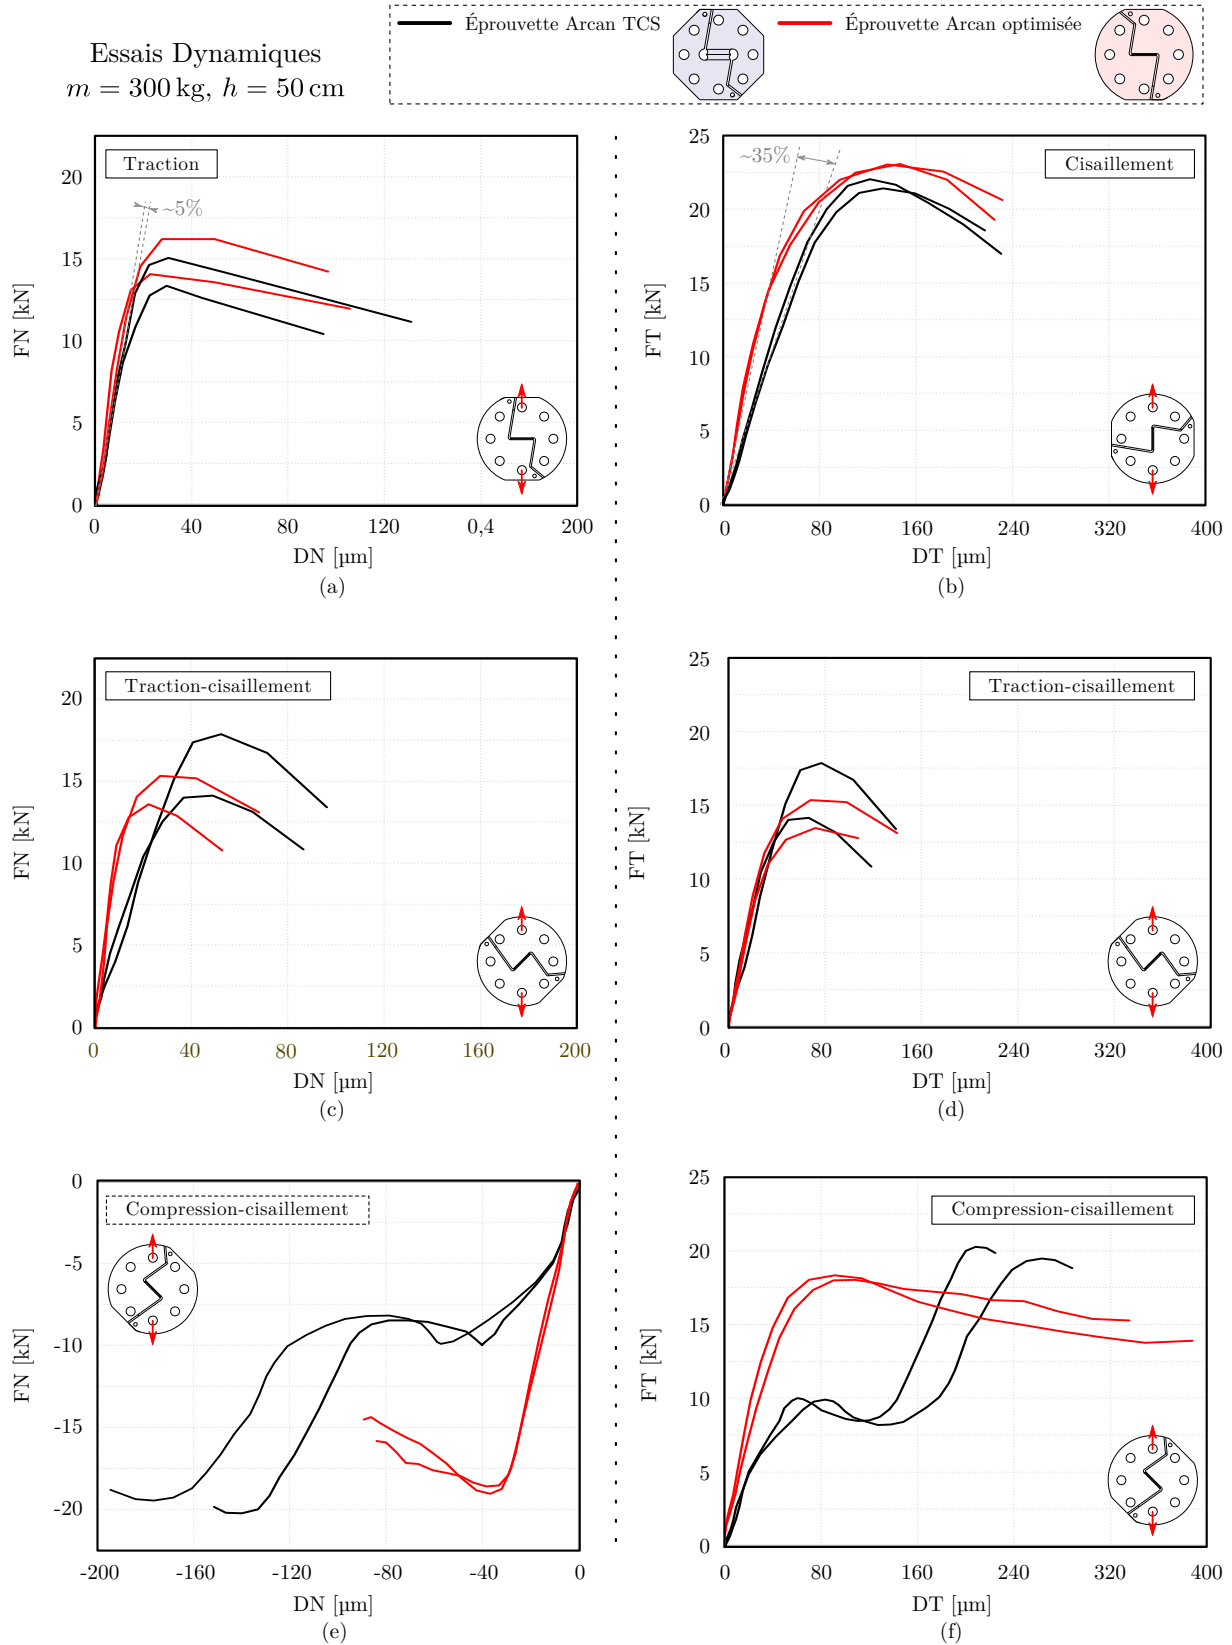 Essais Dynamiques
m = 300 kg, h = 50 cm
Éprouvette Arcan TCS
Éprouvette Arcan optimisée
Traction
~5%
20
15
10
5
0
FN [kN]
0 40 80 120 0,4 200
DN [µm]
(a)
Cisaillement
~35%
25
20
15
10
5
0
FT [kN]
0 80 160 240 320 400
DT [µm]
(b)
Traction-cisaillement
20
15
10
5
0
FN [kN]
0 40 80 120 160 200
DN [µm]
(c)
Traction-cisaillement
25
20
15
10
5
0
FT [kN]
0 80 160 240 320 400
DT [µm]
(d)
Compression-cisaillement
0
-5
-10
-15
-20
FN [kN]
-200 -160 -120 -80 -40 0
DN [µm]
(e)
Compression-cisaillement
25
20
15
10
5
0
FT [kN]
0 80 160 240 320 400
DT [µm]
(f)